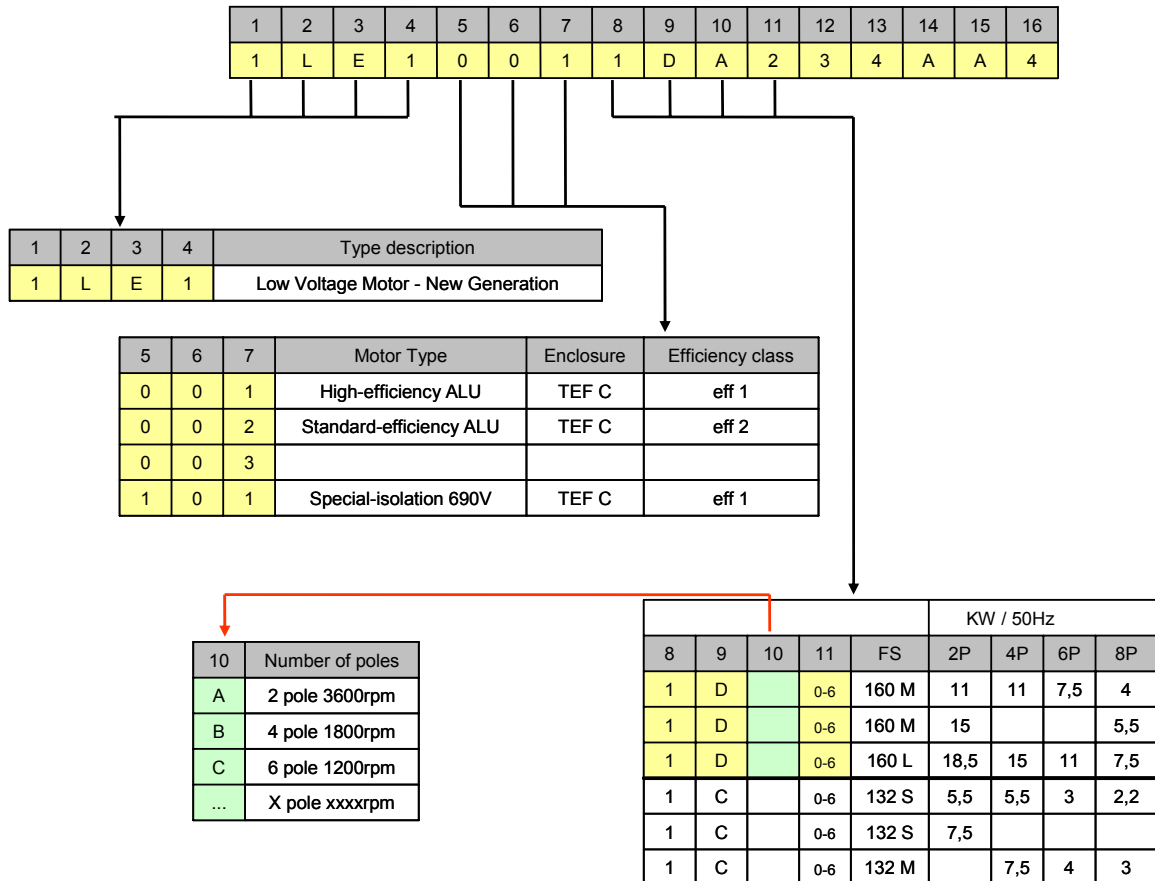 1 2 3 4 5 6 7 8 9 10 11 12 13 14 15 16
1 L E 1 0 0 1 1 D A 2 3 4 A A 4
1 2 3 4 Type description
1 L E 1 Low Voltage Motor - New Generation
5 6 7 Motor Type Enclosure Efficiency class
0 0 1 High-efficiency ALU TEF C eff 1
0 0 2 Standard-efficiency ALU TEF C eff 2
0 0 3
1 0 1 Special-isolation 690V TEF C eff 1
10 Number of poles
A 2 pole 3600rpm
B 4 pole 1800rpm
C 6 pole 1200rpm
... X pole xxxxrpm
KW / 50Hz
8 9 10 11 FS 2P 4P 6P 8P
1 D 0-6 160 M 11 11 7,5 4
1 D 0-6 160 M 15 5,5
1 D 0-6 160 L 18,5 15 11 7,5
1 C 0-6 132 S 5,5 5,5 3 2,2
1 C 0-6 132 S 7,5
1 C 0-6 132 M 7,5 4 3